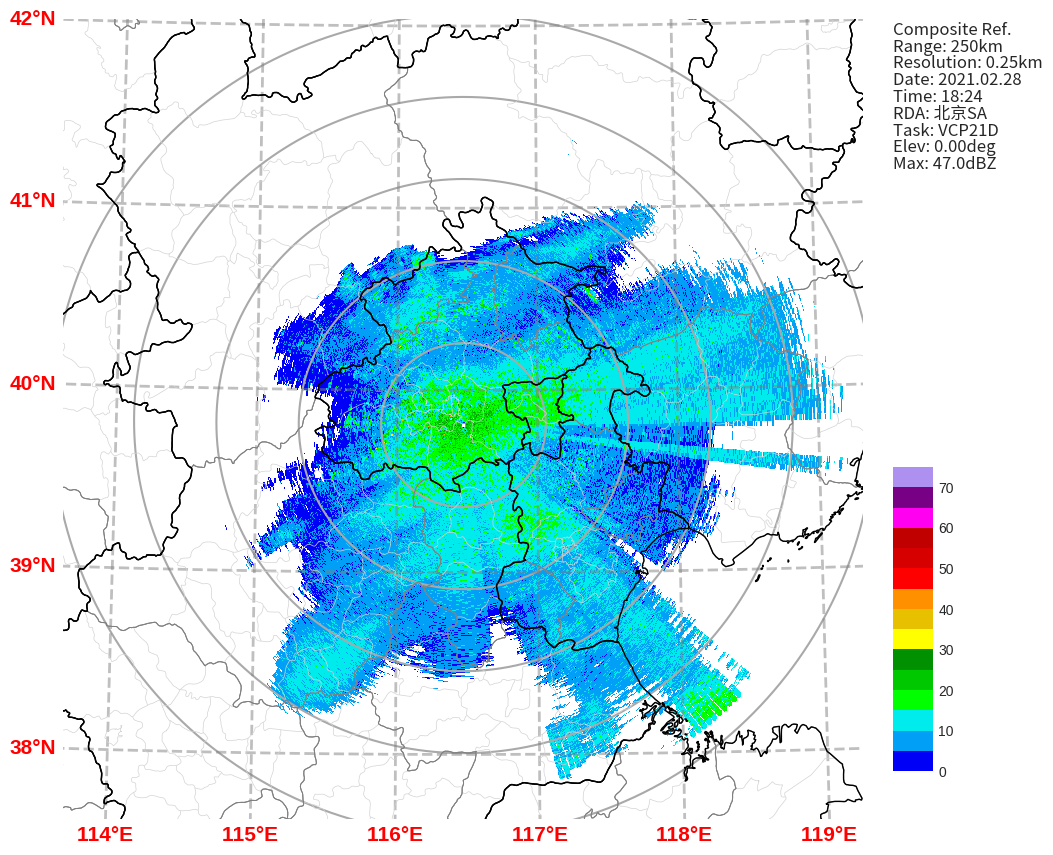 Composite Ref.
Range: 250km
Resolution: 0.25km
Date: 2021.02.28
Time: 18:24
RDA: 北京SA
Task: VCP21D
Elev: 0.00deg
Max: 47.0dBZ
42°N
41°N
40°N
39°N
38°N
114°E 115°E 116°E 117°E 118°E 119°E
70
60
50
40
30
20
10
0